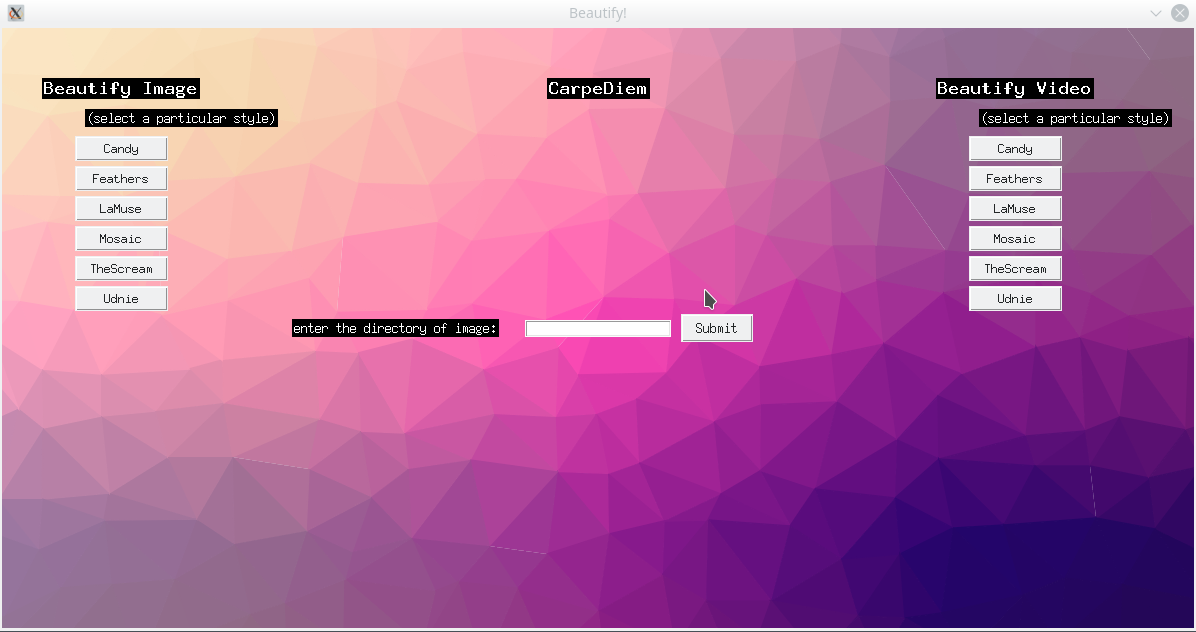 Beautify!
Beautify Image
CarpeDiem
Beautify Video
(select a particular style)
(select a particular style)
Candy
Candy
Feathers
Feathers
LaMuse
LaMuse
Mosaic
Mosaic
TheScream
TheScream
Udnie
Udnie
enter the directory of image:
Submit